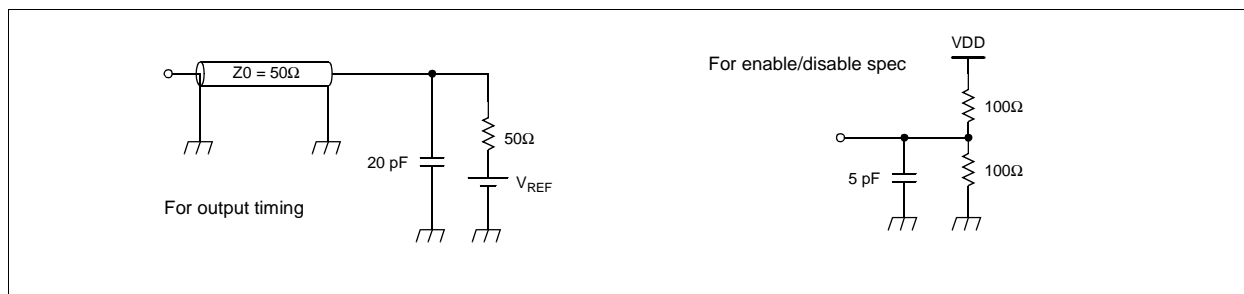 Z0 = 50Ω
50Ω
20 pF
VREF
For output timing
VDD
For enable/disable spec
100Ω
100Ω
5 pF